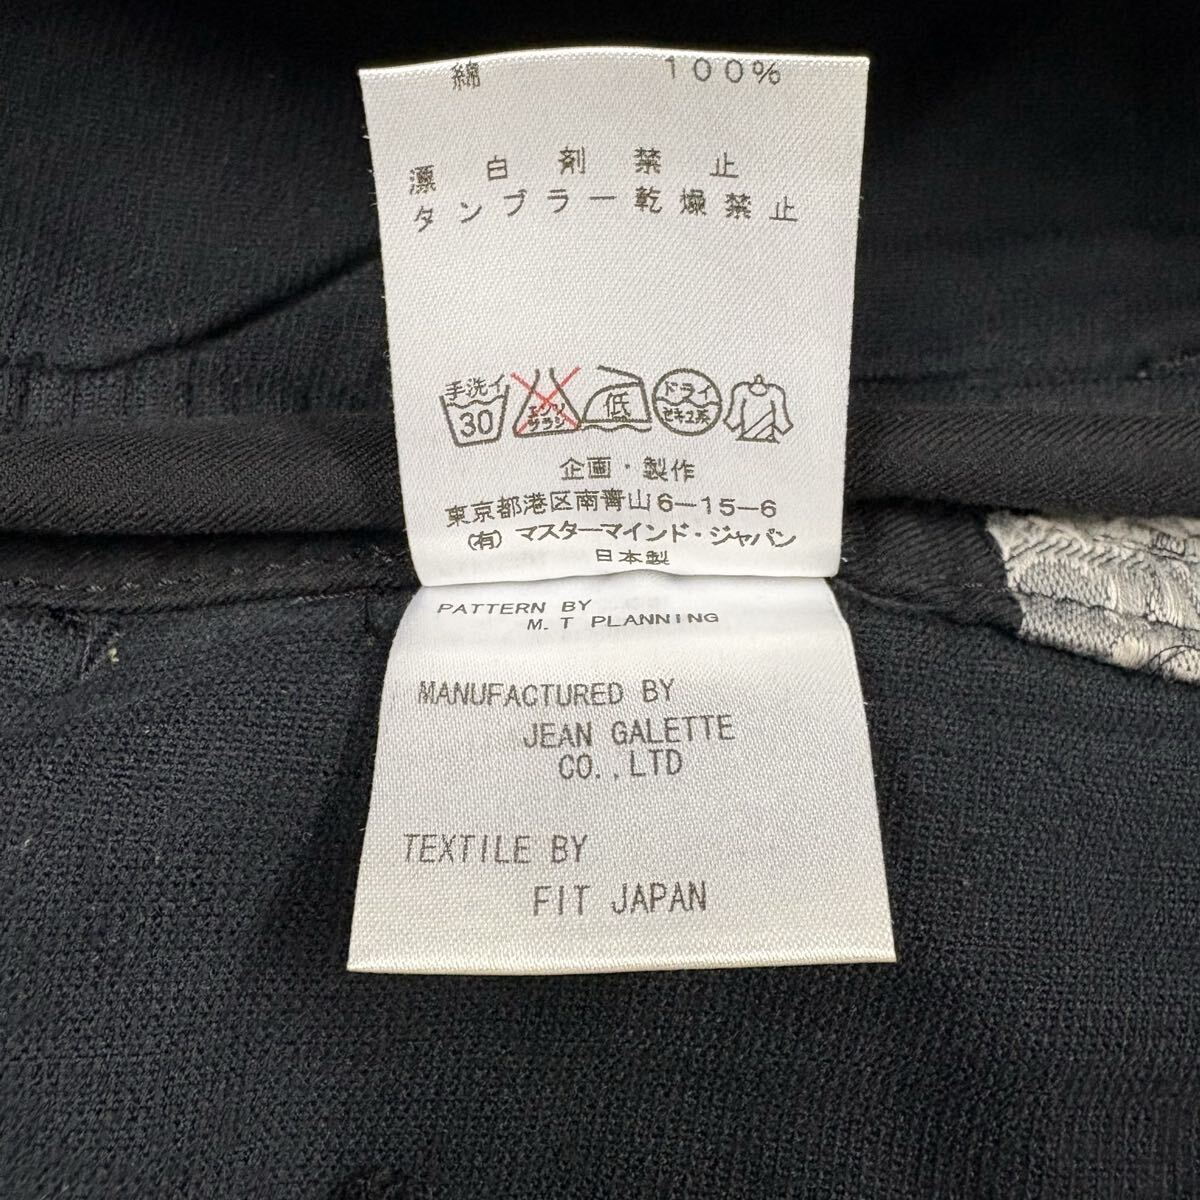 綿 100%
漂白剤禁止
タンブラー乾燥禁止
手洗イ
30
エンソ
サラシ
低
ドライ
セキユ系
企画・製作
東京都港区南青山6-15-6
(有) マスターマインド・ジャパン
日本製
PATTERN BY
M. T PLANNING
MANUFACTURED BY
JEAN GALETTE
CO.,LTD
TEXTILE BY
FIT JAPAN